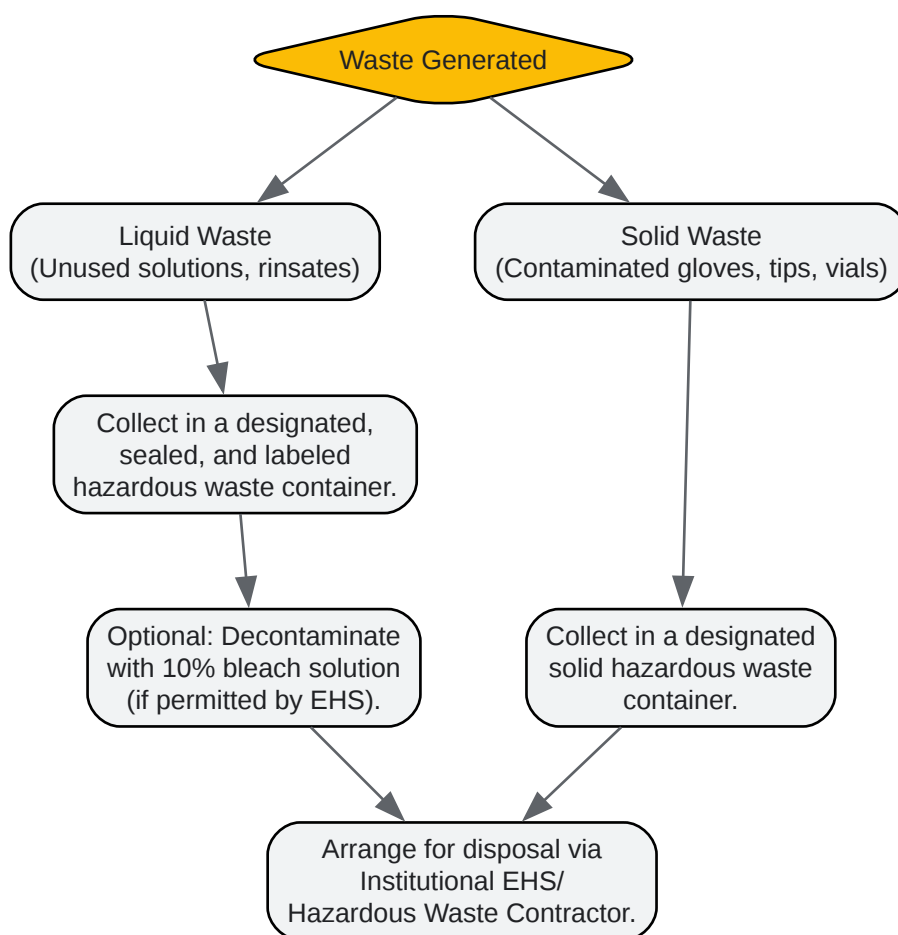 Waste Generated
Liquid Waste
(Unused solutions, rinsates)
Solid Waste
(Contaminated gloves, tips, vials)
Collect in a designated,
sealed, and labeled
hazardous waste container.
Optional: Decontaminate
with 10% bleach solution
(if permitted by EHS).
Collect in a designated
solid hazardous waste
container.
Arrange for disposal via
Institutional EHS/
Hazardous Waste Contractor.